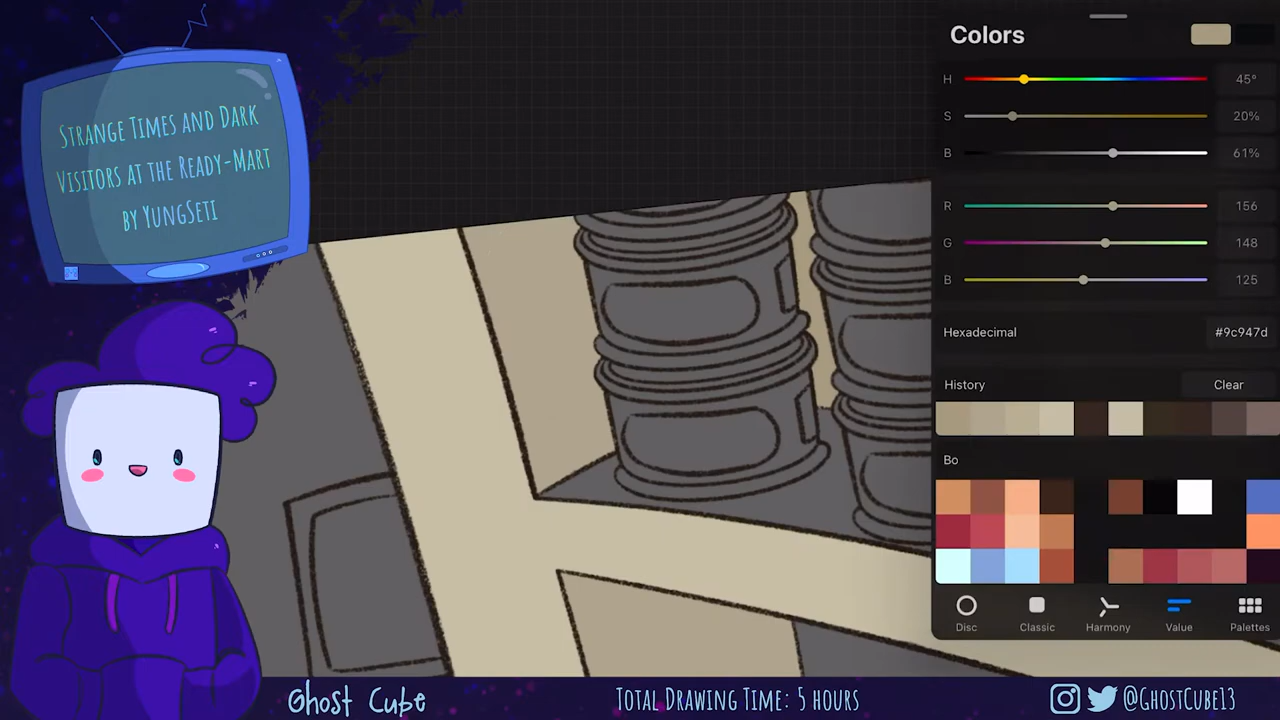 Strange Times and Dark
Visitors at the Ready-Mart
by YungSeti
Colors
H 45°
S 20%
B 61%
R 156
G 148
B 125
Hexadecimal #9c947d
History Clear
Bo
Disc Classic Harmony Value Palettes
Ghost Cube
Total Drawing Time: 5 hours
@GhostCube13